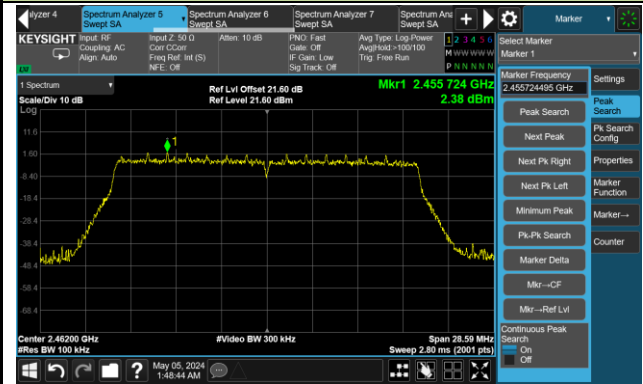 alyzer 4
Spectrum Analyzer 5
Swept SA
Spectrum Analyzer 6
Swept SA
Spectrum Analyzer 7
Swept SA
Spectrum Ana
Swept SA
Marker
KEYSIGHT
Input: RF
Coupling: AC
Align: Auto
Input Z: 50 Ω
Corr CCorr
Freq Ref: Int (S)
NFE: Off
Atten: 10 dB
PNO: Fast
Gate: Off
IF Gain: Low
Sig Track: Off
Avg Type: Log-Power
Avg|Hold:>100/100
Trig: Free Run
1 2 3 4 5 6
M W W W W W
P N N N N N
LV
Select Marker
Marker 1
1 Spectrum
Scale/Div 10 dB
Log
Ref Lvl Offset 21.60 dB
Ref Level 21.60 dBm
Mkr1 2.455 724 GHz
2.38 dBm
1
11.6
1.60
-8.40
-18.4
-28.4
-38.4
-48.4
-58.4
-68.4
Center 2.46200 GHz
#Res BW 100 kHz
#Video BW 300 kHz
Span 28.59 MHz
Sweep 2.80 ms (2001 pts)
Marker Frequency
2.455724495 GHz
Peak Search
Next Peak
Next Pk Right
Next Pk Left
Minimum Peak
Pk-Pk Search
Marker Delta
Mkr→CF
Mkr→Ref Lvl
Continuous Peak
Search
On
Off
Settings
Peak
Search
Pk Search
Config
Properties
Marker
Function
Marker→
Counter
May 05, 2024
1:48:44 AM